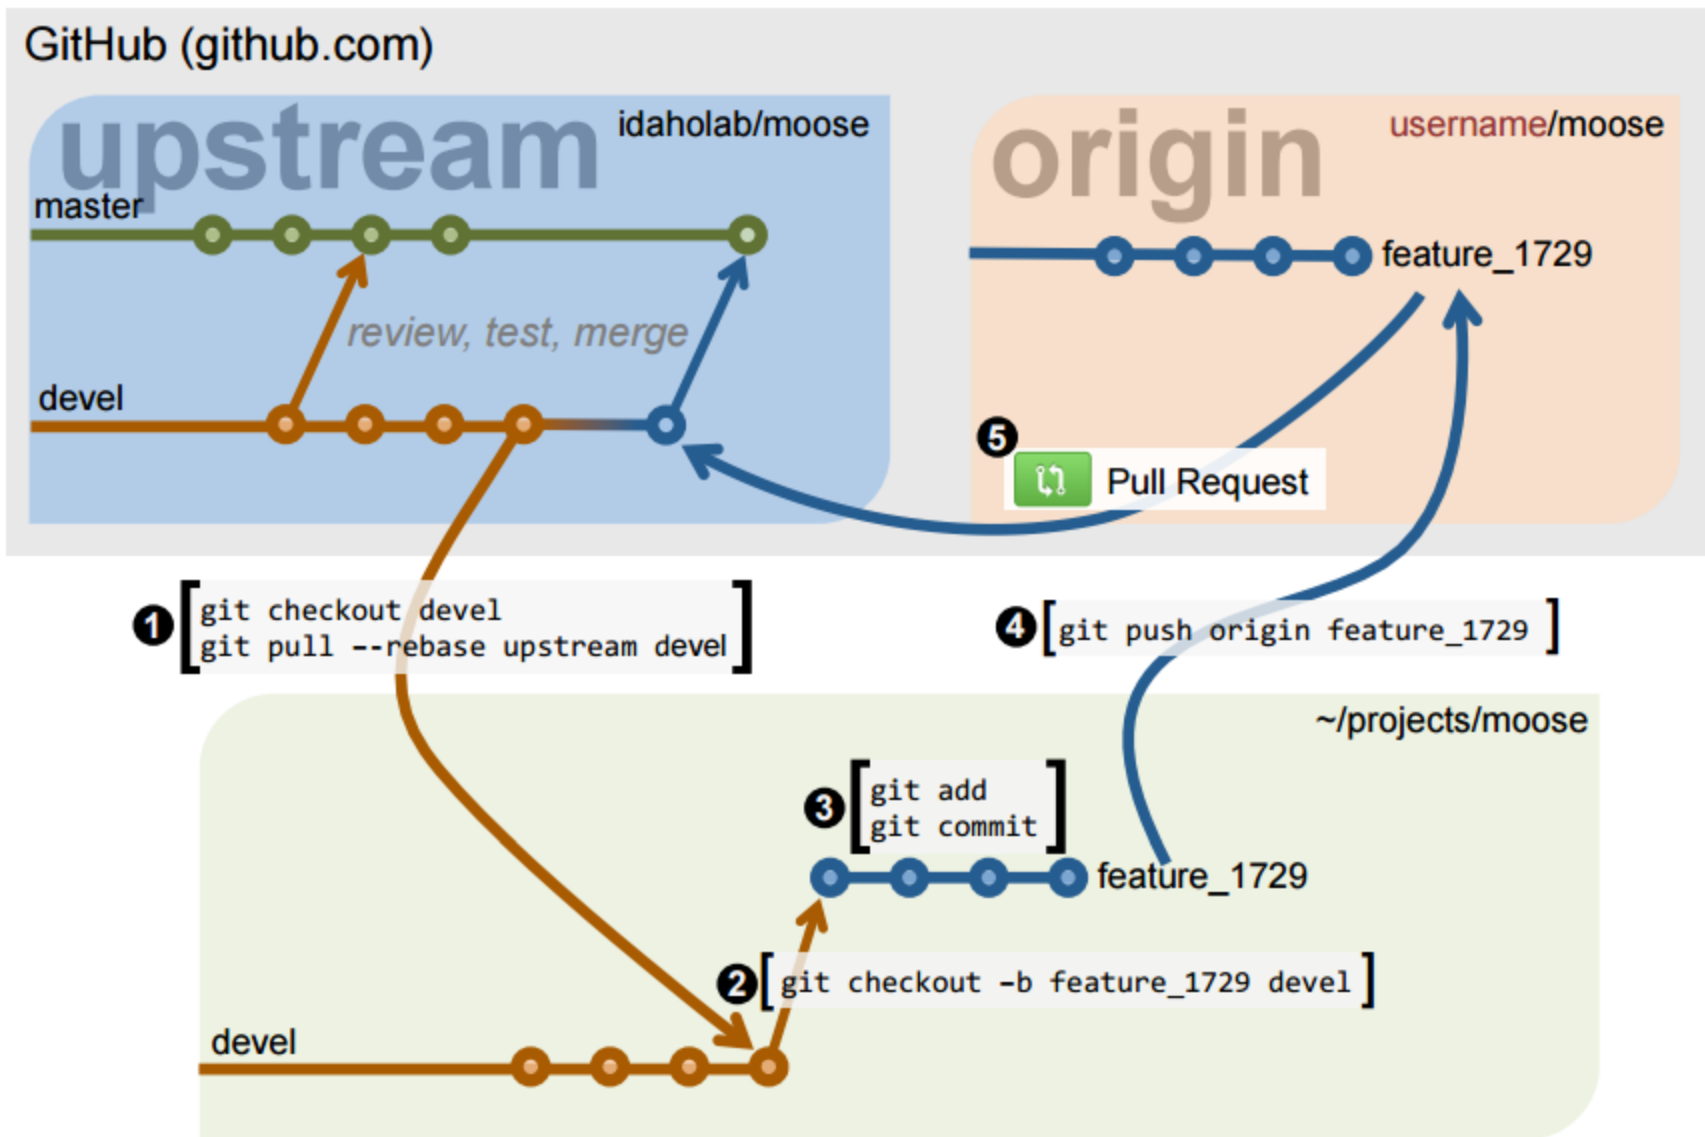 GitHub (github.com)
upstream
idaholab/moose
master
review, test, merge
devel
origin
username/moose
feature_1729
5
Pull Request
1
git checkout devel
git pull --rebase upstream devel
4
git push origin feature_1729
~/projects/moose
3
git add
git commit
feature_1729
2
git checkout -b feature_1729 devel
devel